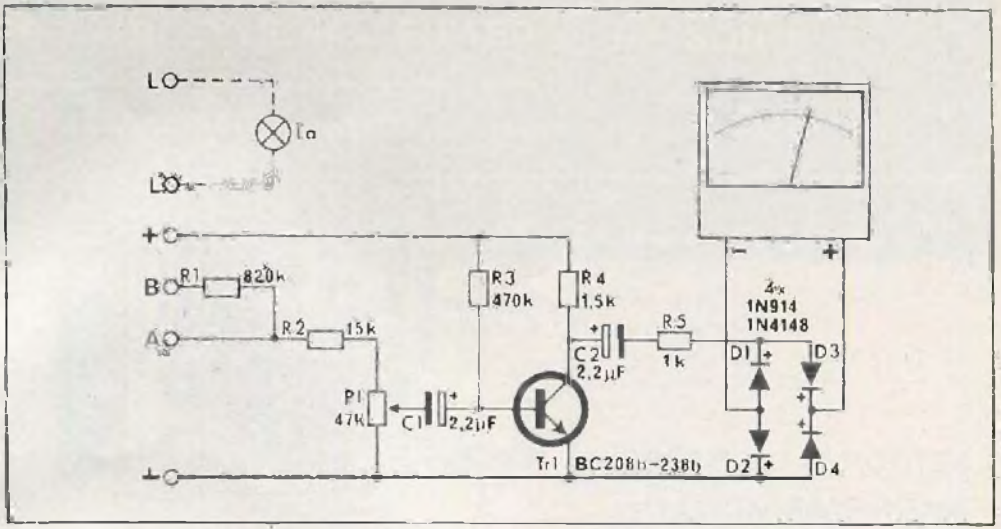 L
La
L
+
B R1 820k
R3
470k
R4
1,5k
- +
4x
1N914
1N4148
A R2 15k
C2
2,2µF
R5
1k
D1 D3
P1
47k
C1 2,2µF
Tr1 BC208b-238b
D2 D4